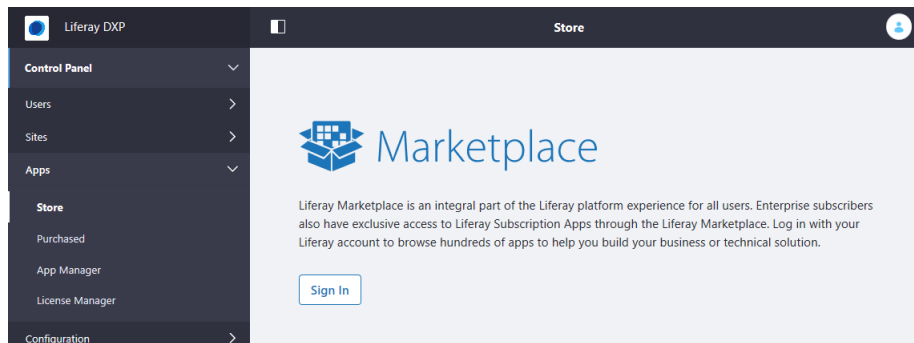 Liferay DXP
Store
Control Panel
Users
Sites
Apps
Store
Purchased
App Manager
License Manager
Configuration
Marketplace
Liferay Marketplace is an integral part of the Liferay platform experience for all users. Enterprise subscribers
also have exclusive access to Liferay Subscription Apps through the Liferay Marketplace. Log in with your
Liferay account to browse hundreds of apps to help you build your business or technical solution.
Sign In